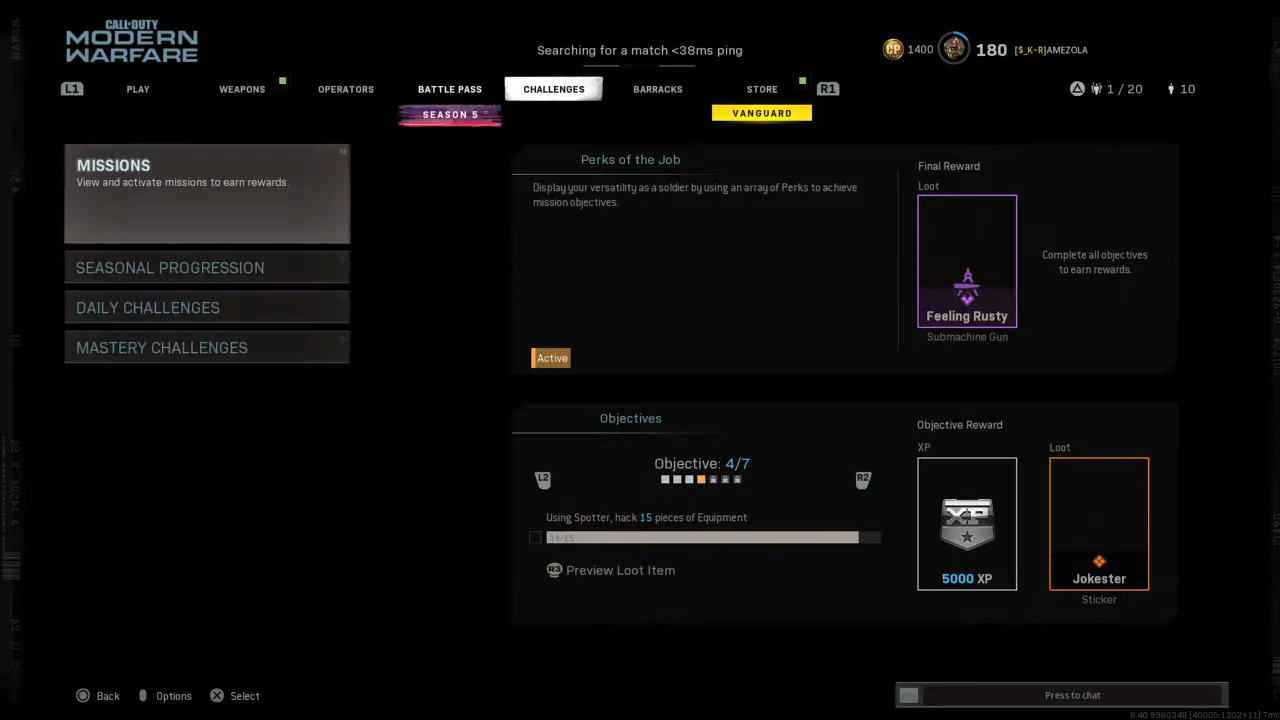 CALL OF DUTY
MODERN
WARFARE
Searching for a match <38ms ping
CP 1400
180 [$_K-R]AMEZOLA
L1 PLAY WEAPONS OPERATORS BATTLE PASS CHALLENGES BARRACKS STORE R1
1 / 20 10
SEASON 5
VANGUARD
MISSIONS
View and activate missions to earn rewards.
SEASONAL PROGRESSION
DAILY CHALLENGES
MASTERY CHALLENGES
Perks of the Job
Display your versatility as a soldier by using an array of Perks to achieve
mission objectives.
Active
Final Reward
Loot
Feeling Rusty
Submachine Gun
Complete all objectives
to earn rewards.
Objectives
Objective: 4/7
L2 R2
Using Spotter, hack 15 pieces of Equipment
14/15
R3 Preview Loot Item
Objective Reward
XP
XP
5000 XP
Loot
Jokester
Sticker
Back Options Select
Press to chat